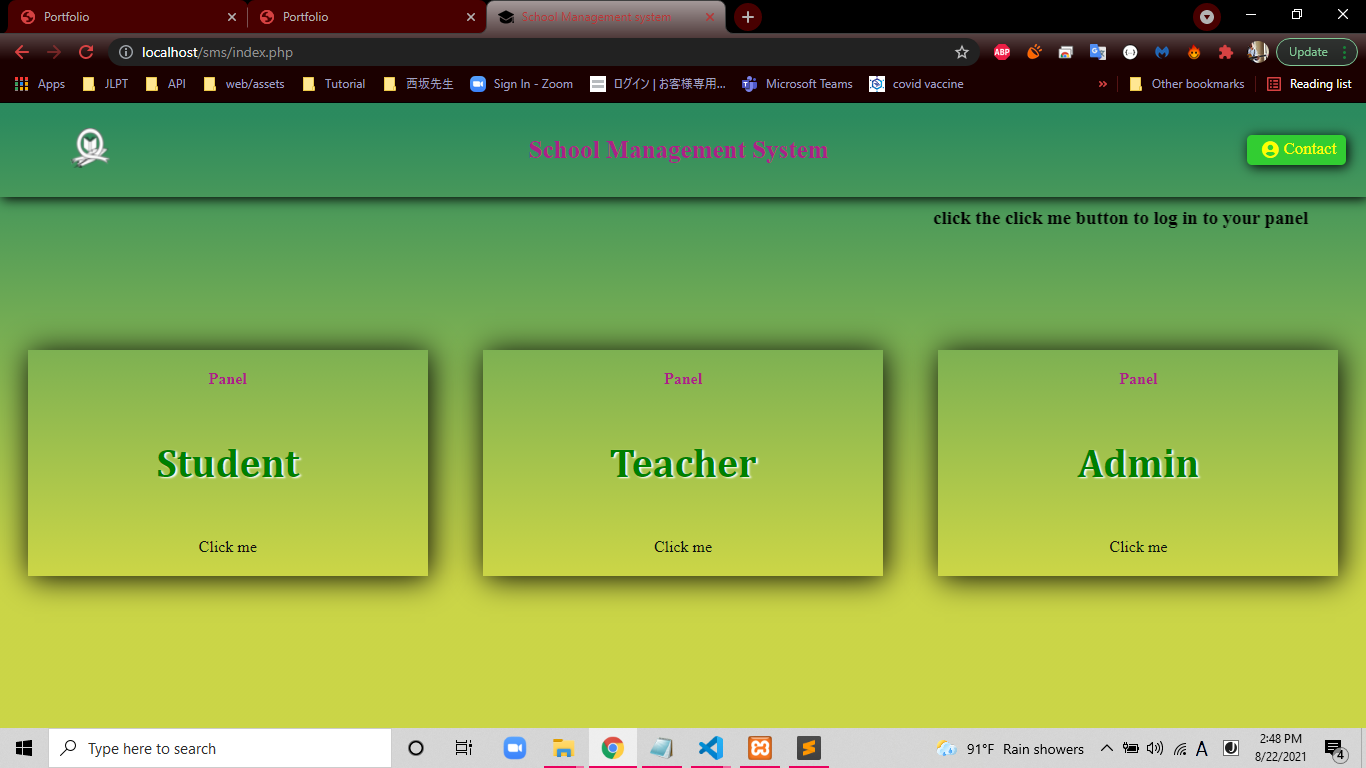 Portfolio
Portfolio
School Management system
localhost/sms/index.php
ABP
Update
Apps
JLPT
API
web/assets
Tutorial
西坂先生
Sign In - Zoom
ログイン | お客様専用...
Microsoft Teams
covid vaccine
»
Other bookmarks
Reading list
School Management System
Contact
click the click me button to log in to your panel
Panel
Student
Click me
Panel
Teacher
Click me
Panel
Admin
Click me
Type here to search
91°F Rain showers
A
2:48 PM
8/22/2021
4